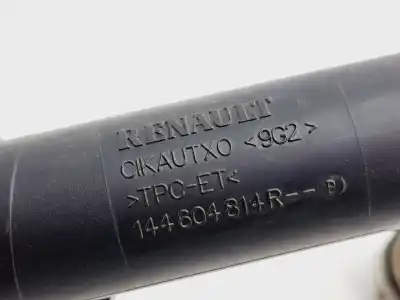 RENAULT
CIKAUTXO <9G2>
>TPC-ET<
144604814R-- B)